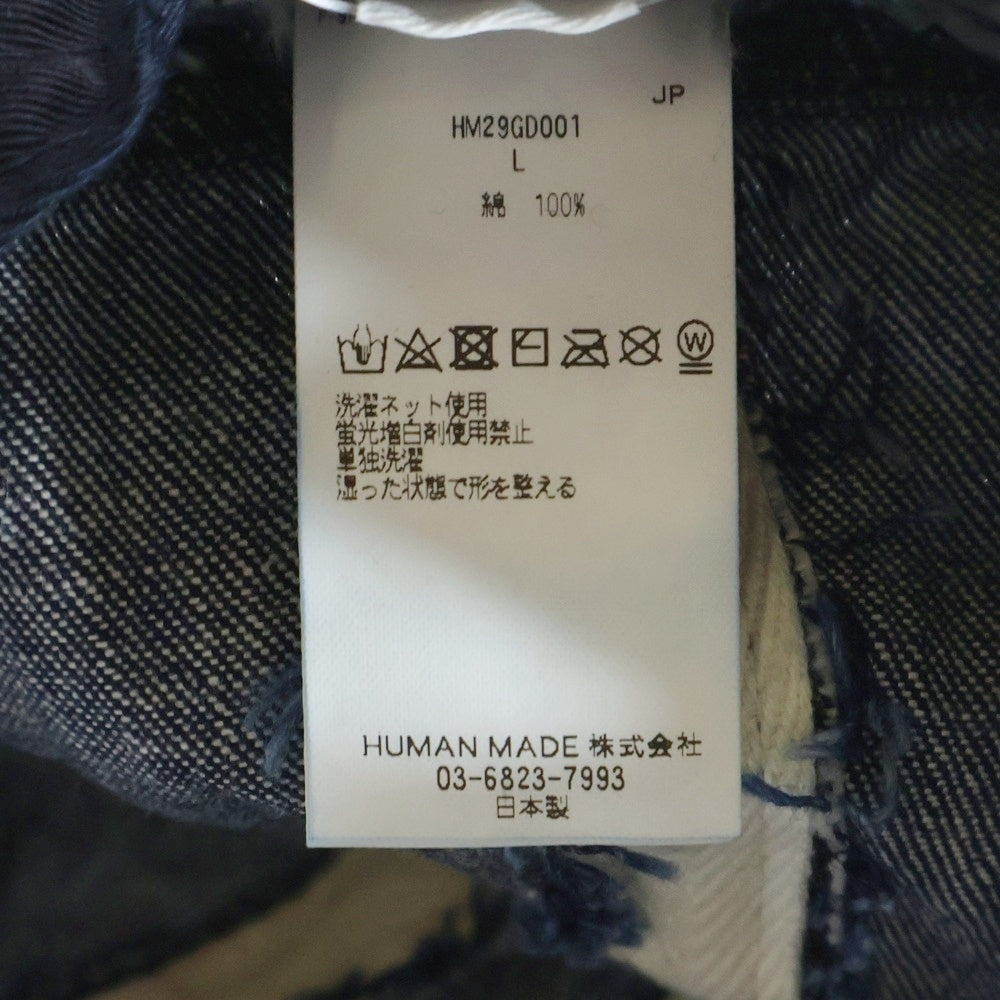 JP
HM29GD001
L
綿 100%
W
洗濯ネット使用
蛍光増白剤使用禁止
単独洗濯
湿った状態で形を整える
HUMAN MADE 株式会社
03-6823-7993
日本製